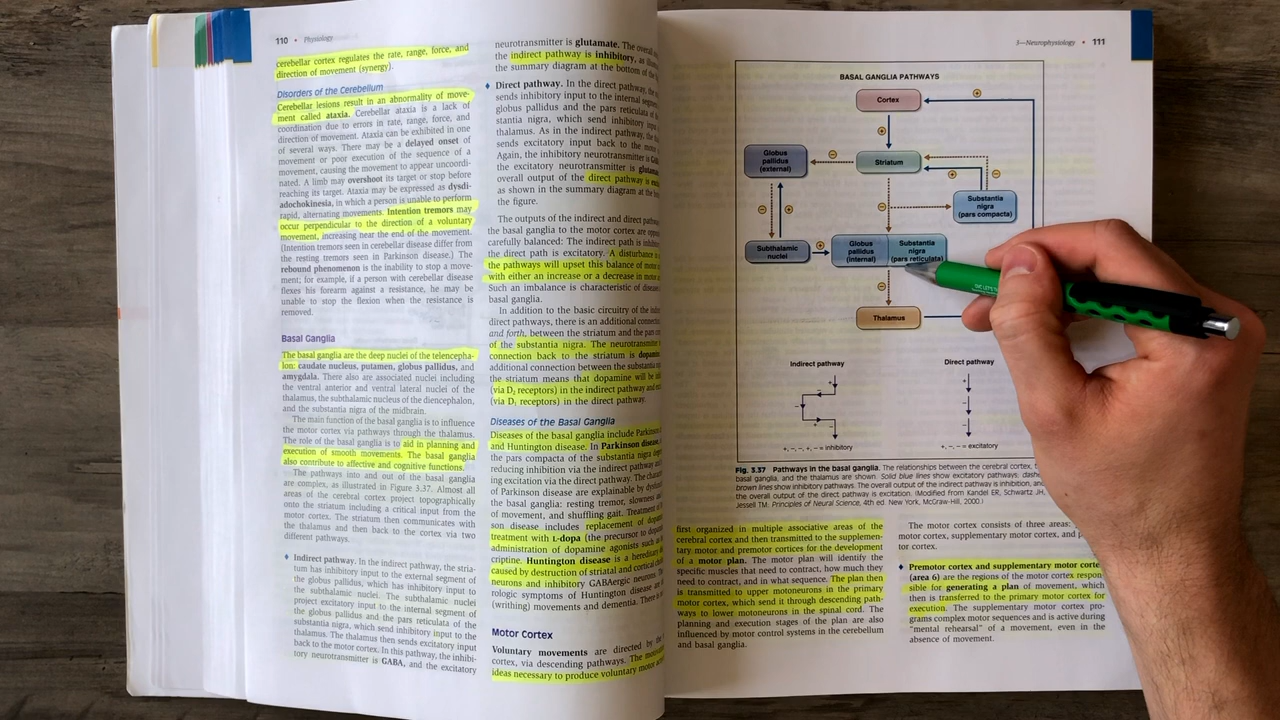 110 • Physiology
cerebellar cortex regulates the rate, range, force, and
direction of movement (synergy).
Disorders of the Cerebellum
Cerebellar lesions result in an abnormality of move-
ment called ataxia. Cerebellar ataxia is a lack of
coordination due to errors in rate, range, force, and
direction of movement. Ataxia can be exhibited in one
of several ways. There may be a delayed onset of
movement or poor execution of the sequence of a
movement, causing the movement to appear uncoordi-
nated. A limb may overshoot its target or stop before
reaching its target. Ataxia may be expressed as dysdi-
adochokinesia, in which a person is unable to perform
rapid, alternating movements. Intention tremors may
occur perpendicular to the direction of a voluntary
movement, increasing near the end of the movement.
(Intention tremors seen in cerebellar disease differ from
the resting tremors seen in Parkinson disease.) The
rebound phenomenon is the inability to stop a move-
ment; for example, if a person with cerebellar disease
flexes his forearm against a resistance, he may be
unable to stop the flexion when the resistance is
removed.
Basal Ganglia
The basal ganglia are the deep nuclei of the telencepha-
lon: caudate nucleus, putamen, globus pallidus, and
amygdala. There also are associated nuclei including
the ventral anterior and ventral lateral nuclei of the
thalamus, the subthalamic nucleus of the diencephalon,
and the substantia nigra of the midbrain.
The main function of the basal ganglia is to influence
the motor cortex via pathways through the thalamus.
The role of the basal ganglia is to aid in planning and
execution of smooth movements. The basal ganglia
also contribute to affective and cognitive functions.
The pathways into and out of the basal ganglia
are complex, as illustrated in Figure 3.37. Almost all
areas of the cerebral cortex project topographically
onto the striatum including a critical input from the
motor cortex. The striatum then communicates with
the thalamus and then back to the cortex via two
different pathways.
♦ Indirect pathway. In the indirect pathway, the stria-
tum has inhibitory input to the external segment of
the globus pallidus, which has inhibitory input to
the subthalamic nuclei. The subthalamic nuclei
project excitatory input to the internal segment of
the globus pallidus and the pars reticulata of the
substantia nigra, which send inhibitory input to the
thalamus. The thalamus then sends excitatory input
back to the motor cortex. In this pathway, the inhibi-
tory neurotransmitter is GABA, and the excitatory
neurotransmitter is glutamate. The overall
the indirect pathway is inhibitory, as
the summary diagram at the bottom of the
♦ Direct pathway. In the direct pathway, the
sends inhibitory input to the internal
globus pallidus and the pars reticulata
stantia nigra, which send inhibitory input
thalamus. As in the indirect pathway, the
sends excitatory input back to the motor
Again, the inhibitory neurotransmitter is
the excitatory neurotransmitter is
overall output of the direct pathway is
as shown in the summary diagram at the
the figure.
The outputs of the indirect and direct
the basal ganglia to the motor cortex are
carefully balanced: The indirect path is
the direct path is excitatory. A disturbance
the pathways will upset this balance of motor
with either an increase or a decrease in motor
Such an imbalance is characteristic of
basal ganglia.
In addition to the basic circuitry of the
direct pathways, there is an additional
and forth, between the striatum and the pars
of the substantia nigra. The neurotransmitter
connection back to the striatum is
additional connection between the
the striatum means that dopamine will be
(via D2 receptors) in the indirect pathway and
(via D1 receptors) in the direct pathway.
Diseases of the Basal Ganglia
Diseases of the basal ganglia include
and Huntington disease. In Parkinson disease,
the pars compacta of the substantia nigra
reducing inhibition via the indirect pathway and
ing excitation via the direct pathway. The
of Parkinson disease are explainable by
the basal ganglia: resting tremor, slowness
of movement, and shuffling gait. Treatment
son disease includes replacement of
treatment with L-dopa (the precursor to
administration of dopamine agonists such as
criptine. Huntington disease is a hereditary
caused by destruction of striatal and cortical
neurons and inhibitory GABAergic neurons.
rologic symptoms of Huntington disease are
(writhing) movements and dementia. There is
Motor Cortex
Voluntary movements are directed by the
cortex, via descending pathways. The
ideas necessary to produce voluntary motor
3—Neurophysiology • 111
BASAL GANGLIA PATHWAYS
Cortex
+
+
Globus
pallidus
(external)
−
Striatum
−
+
−
Substantia
nigra
(pars compacta)
−
+
−
Subthalamic
nuclei
+
Globus
pallidus
(internal)
Substantia
nigra
(pars reticulata)
−
Thalamus
Indirect pathway
Direct pathway
+
−
−
+
−
+
−
−
+, −, −, +, − = inhibitory
+, −, − = excitatory
Fig. 3.37 Pathways in the basal ganglia. The relationships between the cerebral cortex,
basal ganglia, and the thalamus are shown. Solid blue lines show excitatory pathways;
brown lines show inhibitory pathways. The overall output of the indirect pathway is inhibition, and
the overall output of the direct pathway is excitation. (Modified from Kandel ER, Schwartz JH,
Jessell TM: Principles of Neural Science, 4th ed. New York, McGraw-Hill, 2000.)
first organized in multiple associative areas of the
cerebral cortex and then transmitted to the supplemen-
tary motor and premotor cortices for the development
of a motor plan. The motor plan will identify the
specific muscles that need to contract, how much they
need to contract, and in what sequence. The plan then
is transmitted to upper motoneurons in the primary
motor cortex, which send it through descending path-
ways to lower motoneurons in the spinal cord. The
planning and execution stages of the plan are also
influenced by motor control systems in the cerebellum
and basal ganglia.
The motor cortex consists of three areas:
motor cortex, supplementary motor cortex, and
tor cortex.
♦ Premotor cortex and supplementary motor
(area 6) are the regions of the motor cortex respon-
sible for generating a plan of movement, which
then is transferred to the primary motor cortex for
execution. The supplementary motor cortex pro-
grams complex motor sequences and is active during
“mental rehearsal” of a movement, even in the
absence of movement.